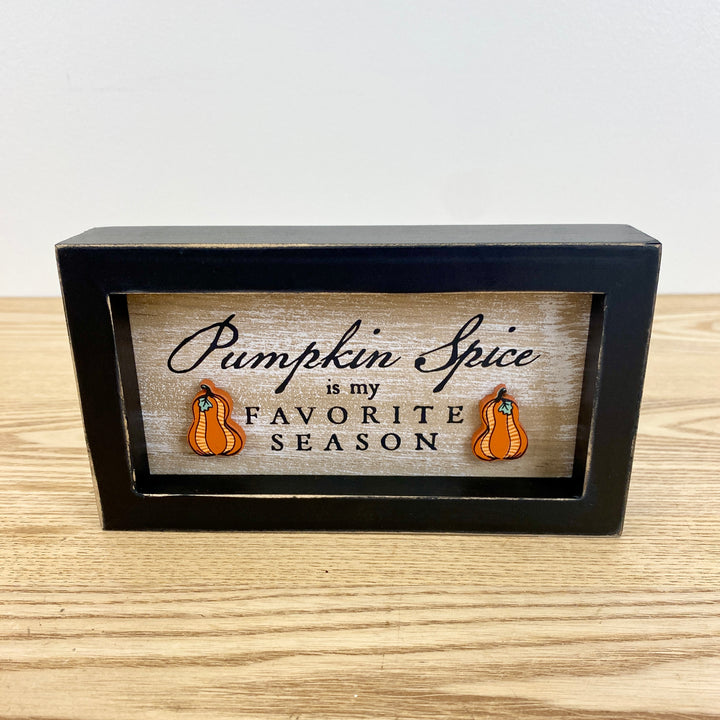 Pumpkin Spice
is my
FAVORITE
SEASON